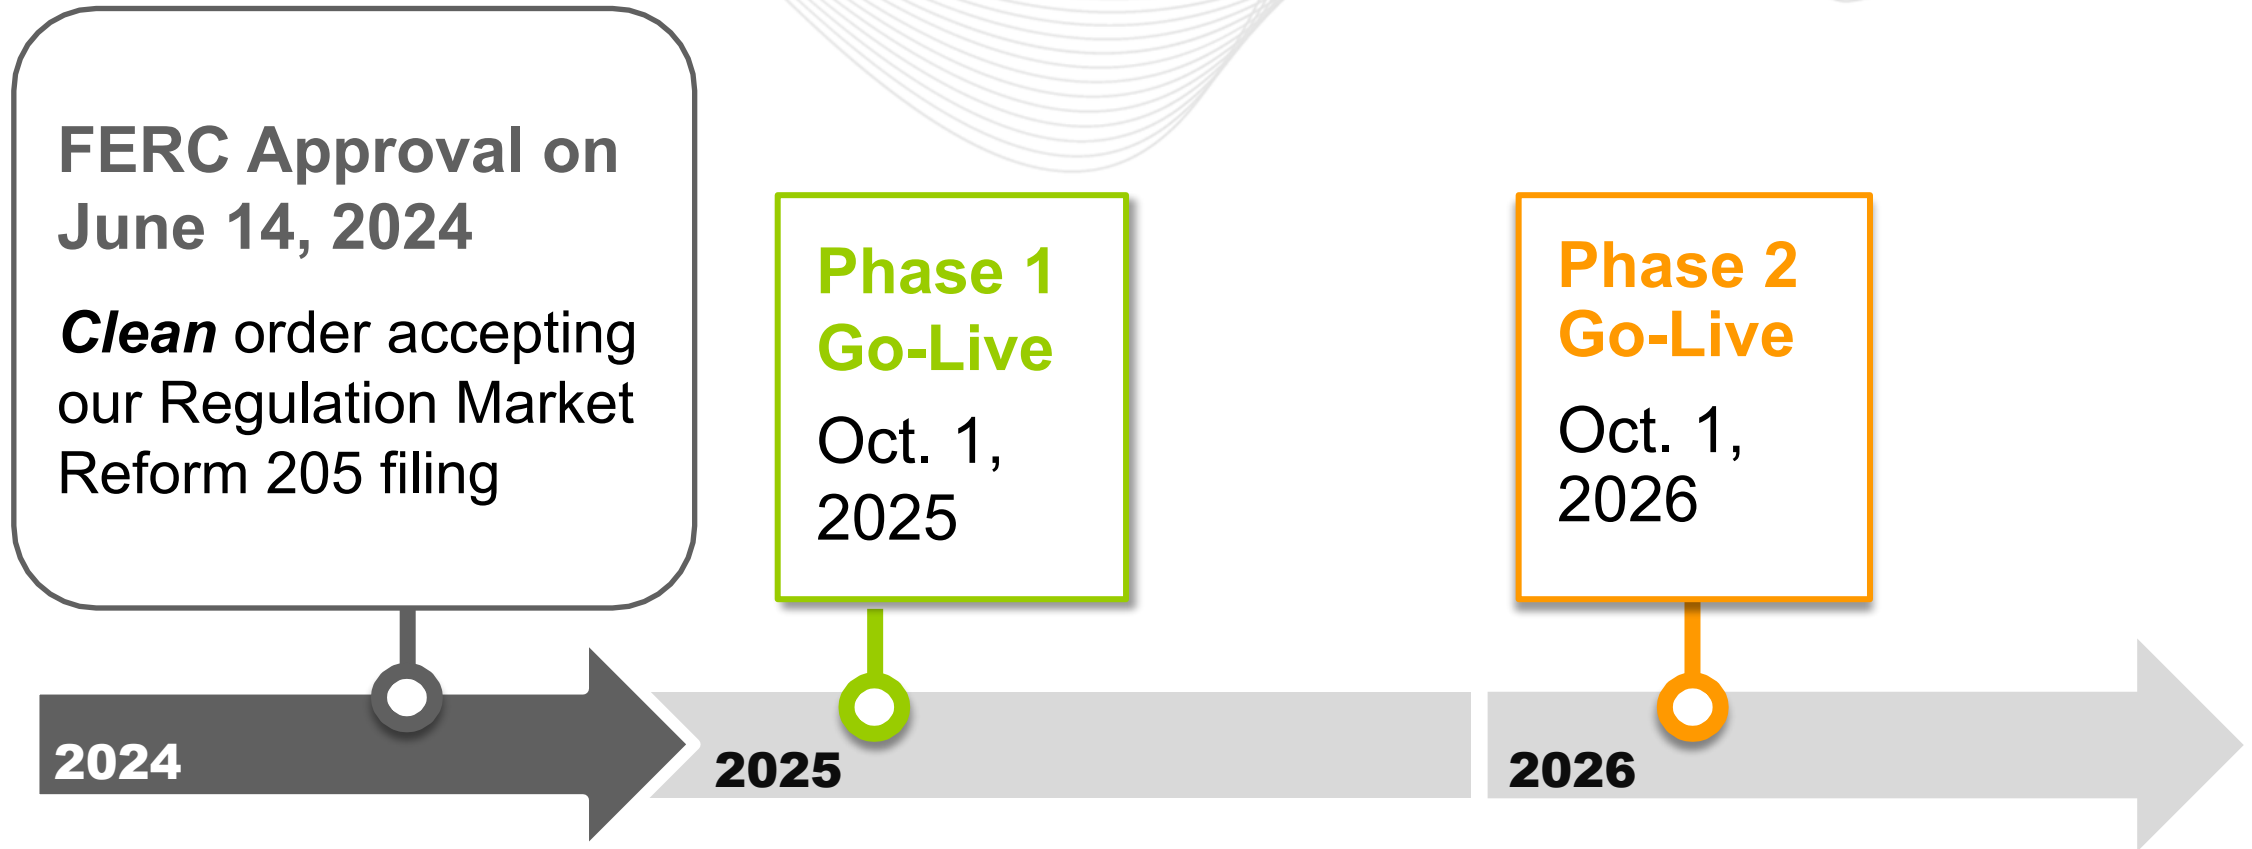 FERC Approval on
June 14, 2024
Clean order accepting
our Regulation Market
Reform 205 filing
Phase 1
Go-Live
Oct. 1,
2025
Phase 2
Go-Live
Oct. 1,
2026
2024
2025
2026